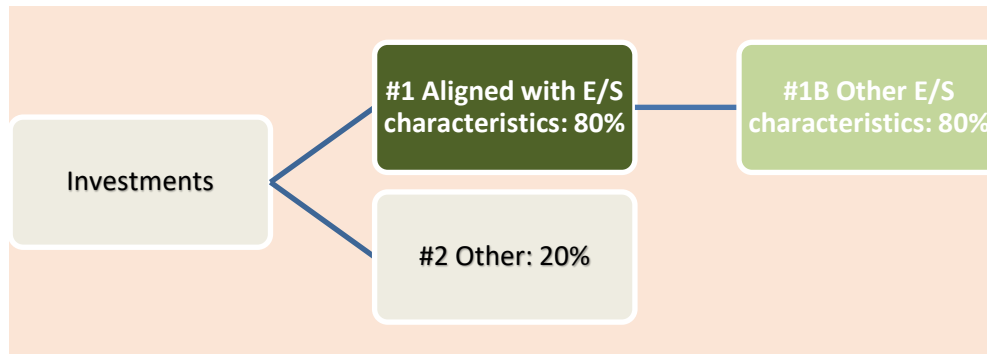 #1 Aligned with E/S
characteristics: 80%
#1B Other E/S
characteristics: 80%
Investments
#2 Other: 20%